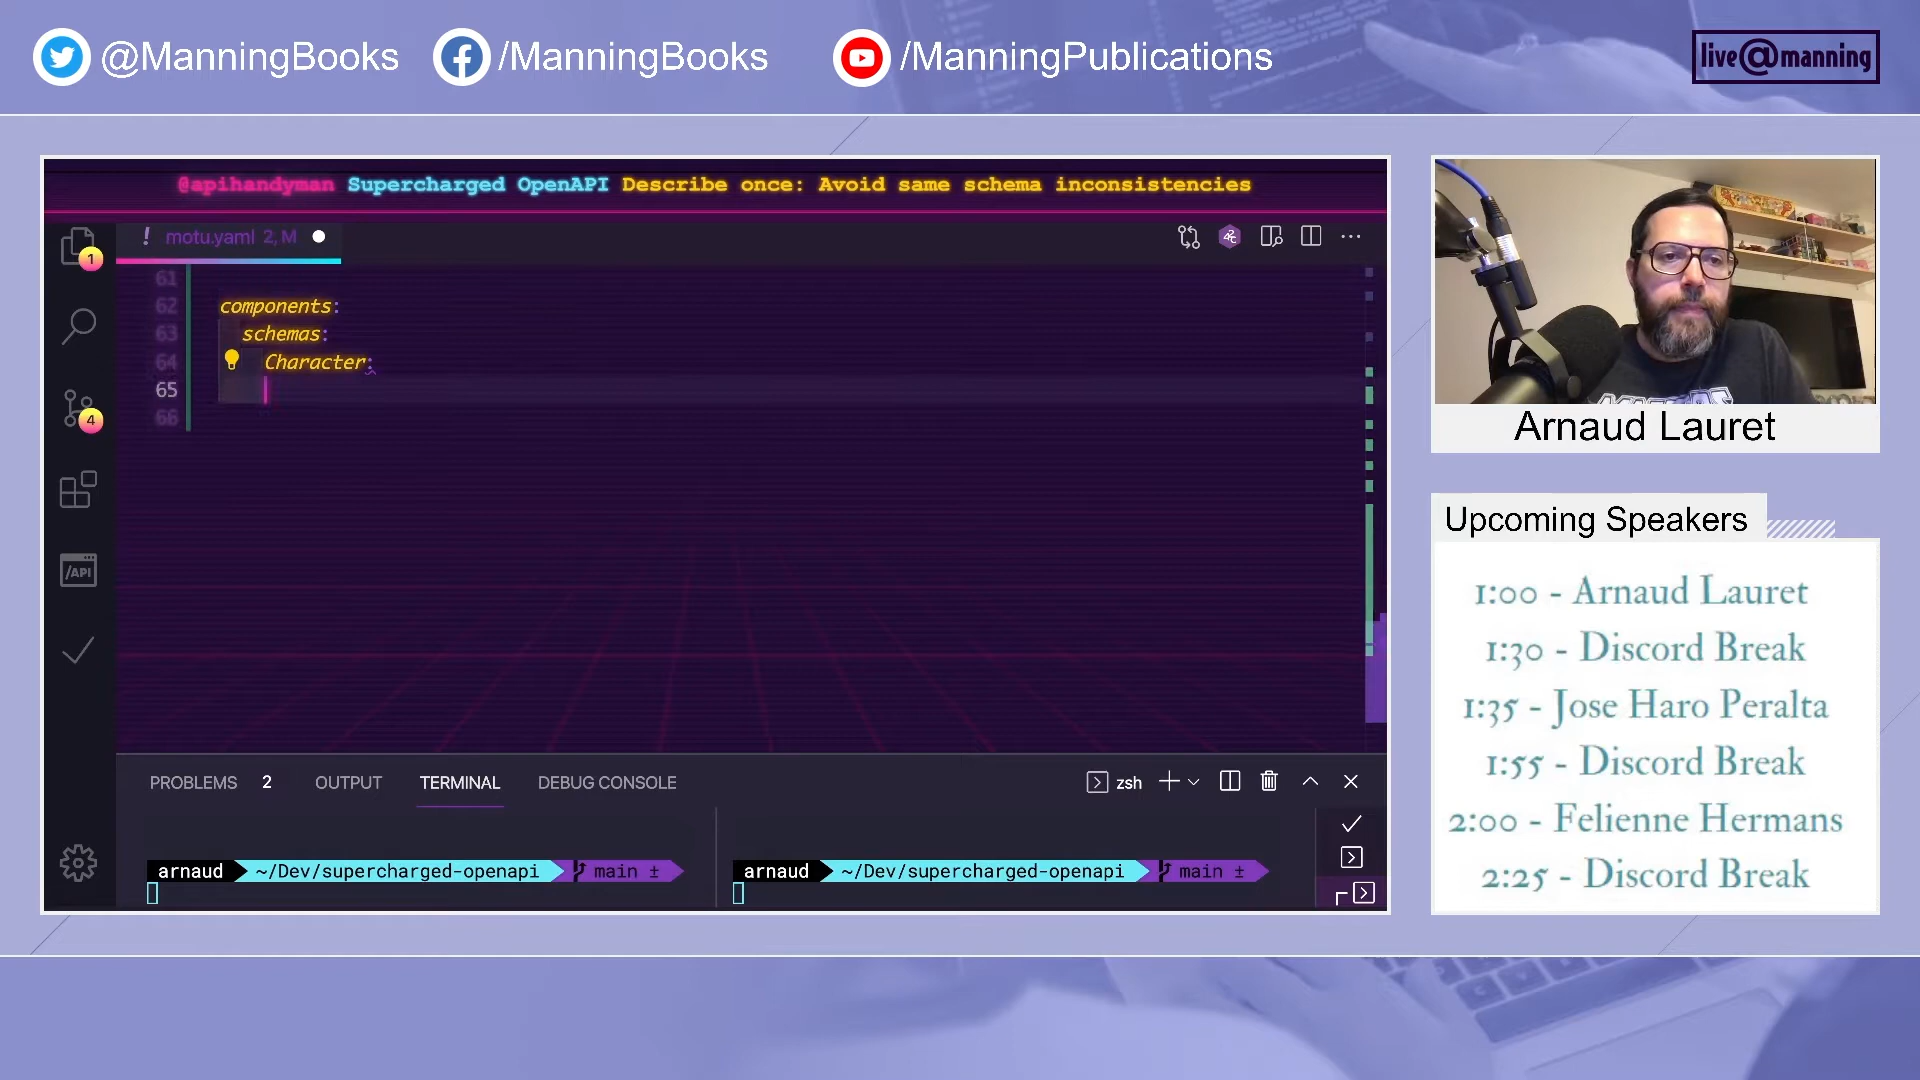 @ManningBooks /ManningBooks /ManningPublications live@manning
@apihandyman Supercharged OpenAPI Describe once: Avoid same schema inconsistencies
1
! motu.yaml 2, M
61
62 components:
63 schemas:
64 Character:
65
66
4
/API
PROBLEMS 2 OUTPUT TERMINAL DEBUG CONSOLE zsh
arnaud ~/Dev/supercharged-openapi main ±
arnaud ~/Dev/supercharged-openapi main ±
Arnaud Lauret
Upcoming Speakers
1:00 - Arnaud Lauret
1:30 - Discord Break
1:35 - Jose Haro Peralta
1:55 - Discord Break
2:00 - Felienne Hermans
2:25 - Discord Break